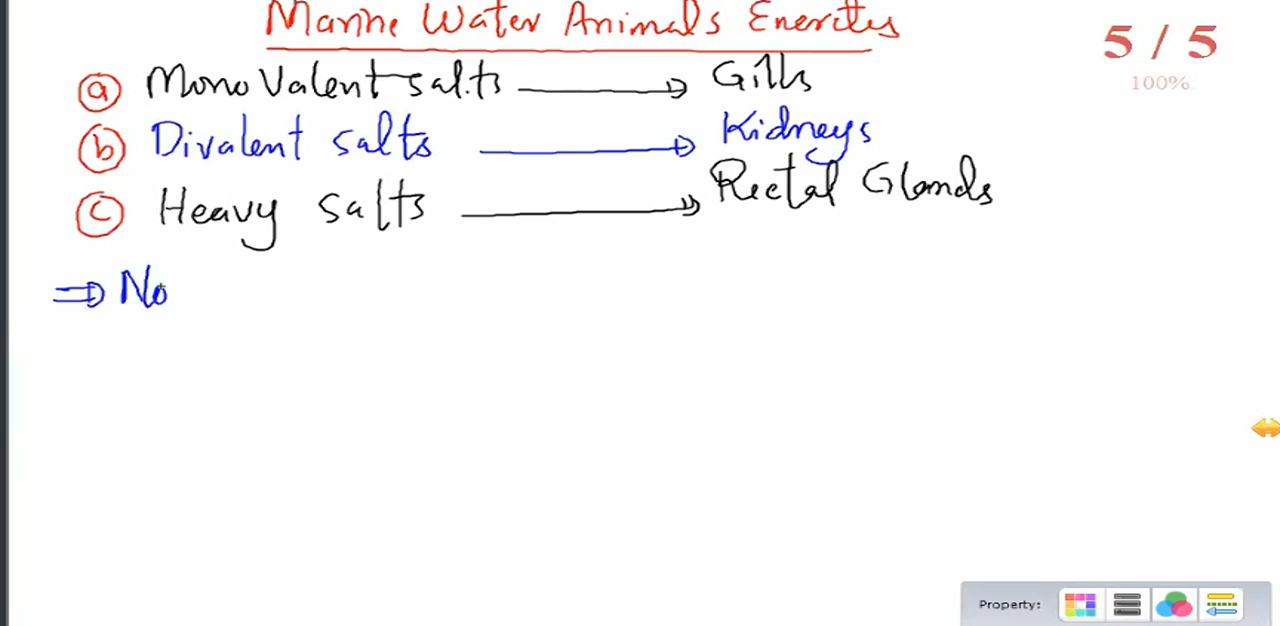 Marine Water Animals Enercites
5 / 5
100%
a Mono Valent salts → Gills
b Divalent salts → Kidneys
c Heavy salts → Rectal Glands
⇒ No
Property: